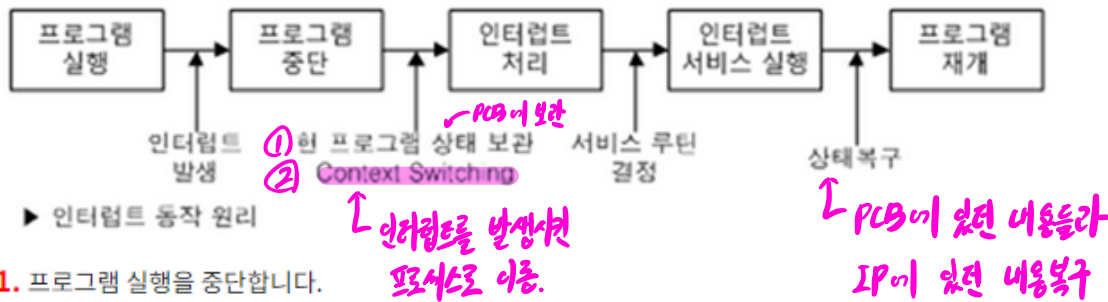 프로그램
실행
프로그램
중단
인터럽트
처리
인터럽트
서비스 실행
프로그램
재개
PCB에 보관
인터럽트
발생
① 현 프로그램 상태 보관
② Context Switching
서비스 루틴
결정
상태복구
▶ 인터럽트 동작 원리
인터럽트를 발생시킨
프로세스로 이동.
PCB에 있던 내용들과
IP에 있던 내용복구
1. 프로그램 실행을 중단합니다.